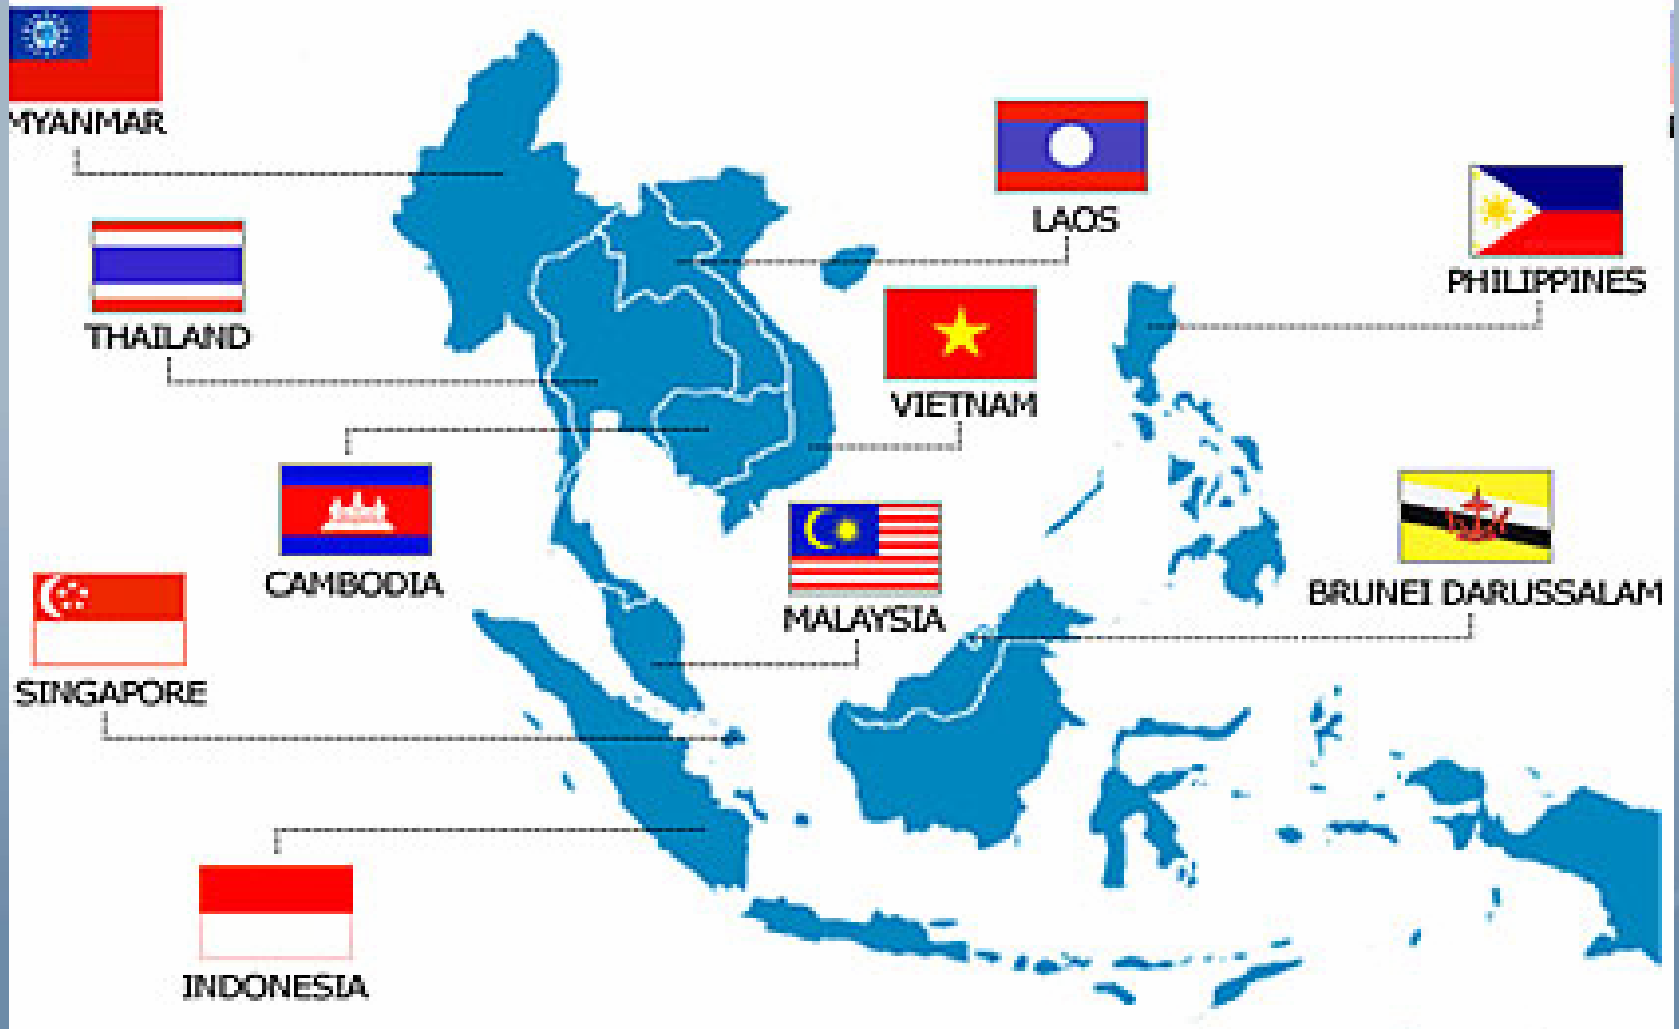 MYANMAR
LAOS
PHILIPPINES
THAILAND
VIETNAM
CAMBODIA
MALAYSIA
BRUNEI DARUSSALAM
SINGAPORE
INDONESIA